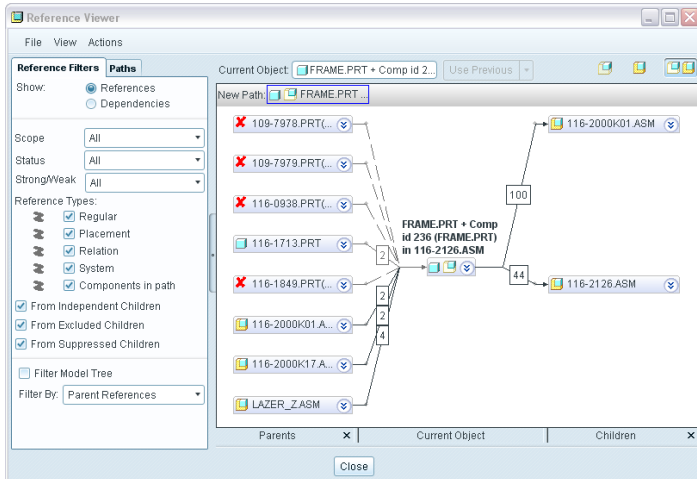 Reference Viewer
File View Actions
Reference Filters Paths
Current Object: FRAME.PRT + Comp id 2... Use Previous
Show: References
Dependencies
New Path: FRAME.PRT ...
Scope All
Status All
Strong/Weak All
Reference Types:
Regular
Placement
Relation
System
Components in path
From Independent Children
From Excluded Children
From Suppressed Children
Filter Model Tree
Filter By: Parent References
109-7978.PRT(...
109-7979.PRT(...
116-0938.PRT(...
116-1713.PRT
116-1849.PRT(...
116-2000K01.A...
116-2000K17.A...
LAZER_Z.ASM
2
2
2
4
FRAME.PRT + Comp
id 236 (FRAME.PRT)
in 116-2126.ASM
100
44
116-2000K01.ASM
116-2126.ASM
Parents x Current Object Children x
Close